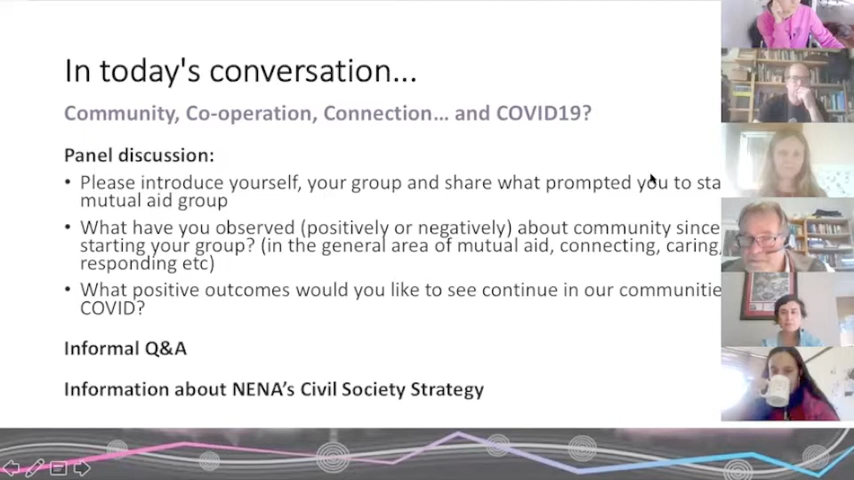 In today's conversation...
Community, Co-operation, Connection... and COVID19?
Panel discussion:
• Please introduce yourself, your group and share what prompted you to sta
mutual aid group
• What have you observed (positively or negatively) about community since
starting your group? (in the general area of mutual aid, connecting, caring,
responding etc)
• What positive outcomes would you like to see continue in our communitie
COVID?
Informal Q&A
Information about NENA's Civil Society Strategy